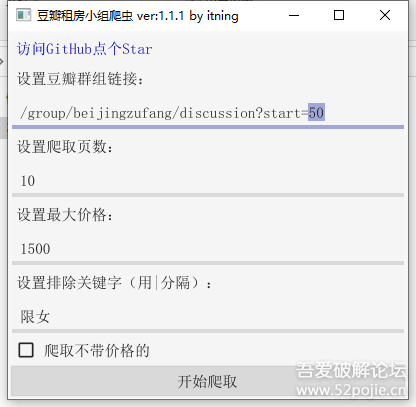 豆瓣租房小组爬虫 ver:1.1.1 by itning
访问GitHub点个Star
设置豆瓣群组链接：
/group/beijingzufang/discussion?start=50
设置爬取页数：
10
设置最大价格：
1500
设置排除关键字（用|分隔）：
限女
爬取不带价格的
开始爬取
吾爱破解论坛
www.52pojie.cn